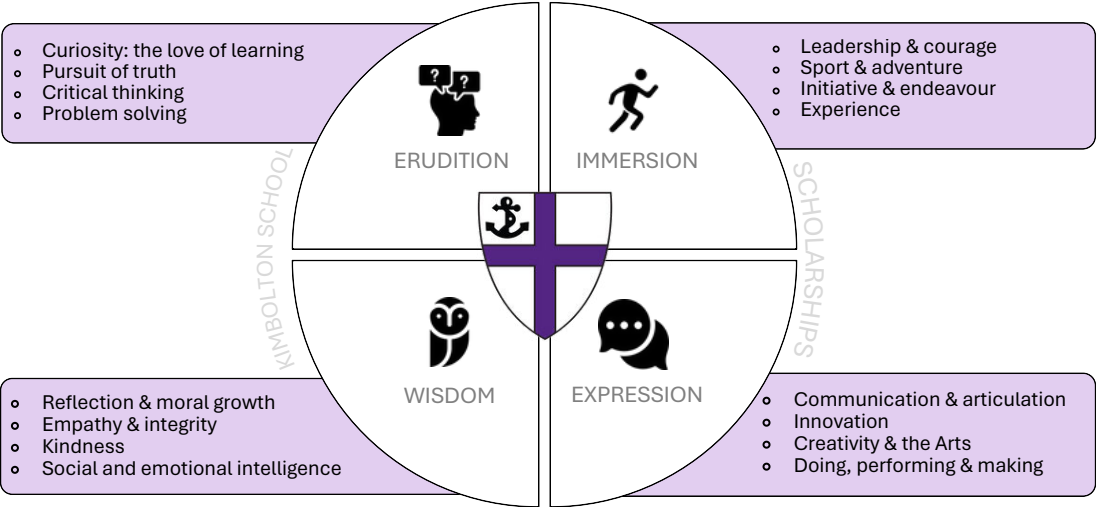 Curiosity: the love of learning
Pursuit of truth
Critical thinking
Problem solving
Leadership & courage
Sport & adventure
Initiative & endeavour
Experience
? ?
ERUDITION
IMMERSION
KIMBOLTON SCHOOL
SCHOLARSHIPS
WISDOM
EXPRESSION
Reflection & moral growth
Empathy & integrity
Kindness
Social and emotional intelligence
Communication & articulation
Innovation
Creativity & the Arts
Doing, performing & making